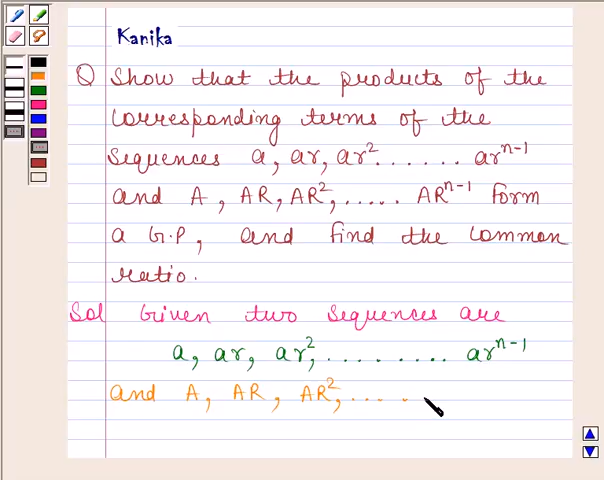 Kanika
Q Show that the products of the
corresponding terms of the
sequences a, ar, ar², ...... arⁿ⁻¹
and A, AR, AR², ..... ARⁿ⁻¹ form
a G.P, and find the common
ratio.
Sol Given two sequences are
a, ar, ar², ......... arⁿ⁻¹
and A, AR, AR², .....